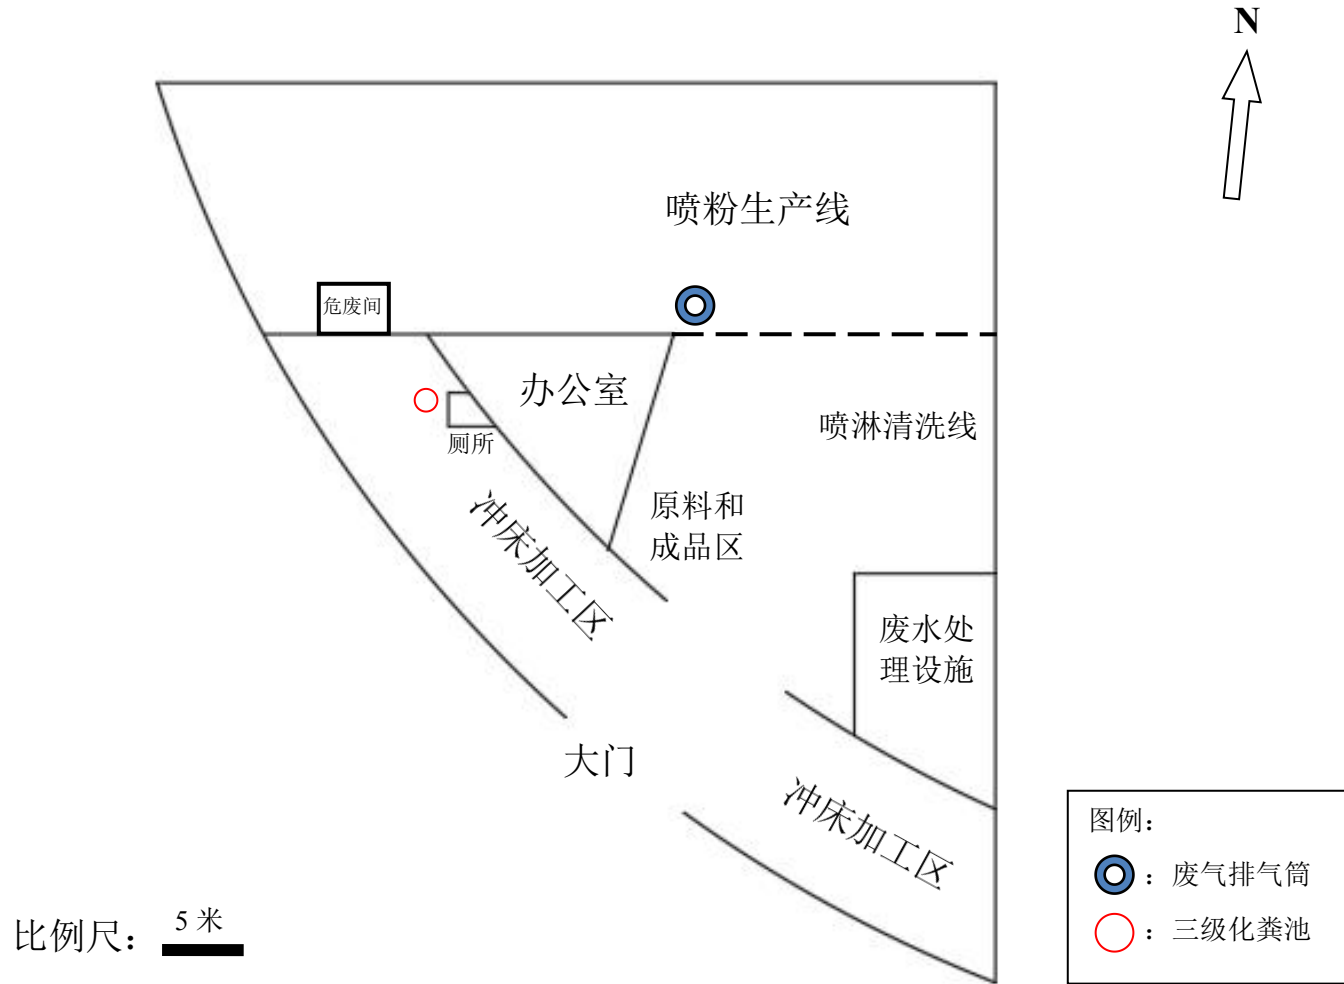 N
喷粉生产线
危废间
办公室
喷淋清洗线
厕所
原料和
成品区
冲床加工区
废水处
理设施
大门
冲床加工区
图例：
：废气排气筒
：三级化粪池
5 米
比例尺：